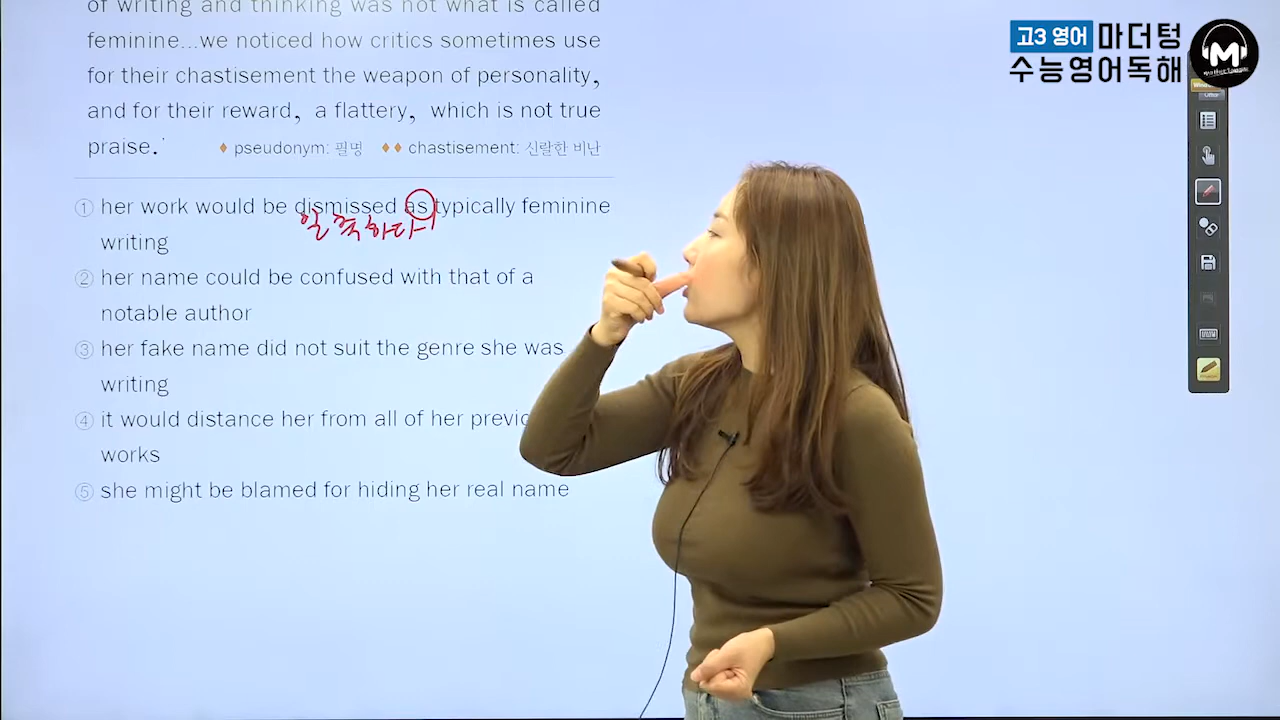 of writing and thinking was not what is called
feminine...we noticed how critics sometimes use
for their chastisement the weapon of personality,
and for their reward, a flattery, which is not true
praise.
♦ pseudonym: 필명 ♦♦ chastisement: 신랄한 비난
① her work would be dismissed as typically feminine
일축하다
writing
② her name could be confused with that of a
notable author
③ her fake name did not suit the genre she was
writing
④ it would distance her from all of her previo
works
⑤ she might be blamed for hiding her real name
고3 영어 마더텅
수능영어독해
M